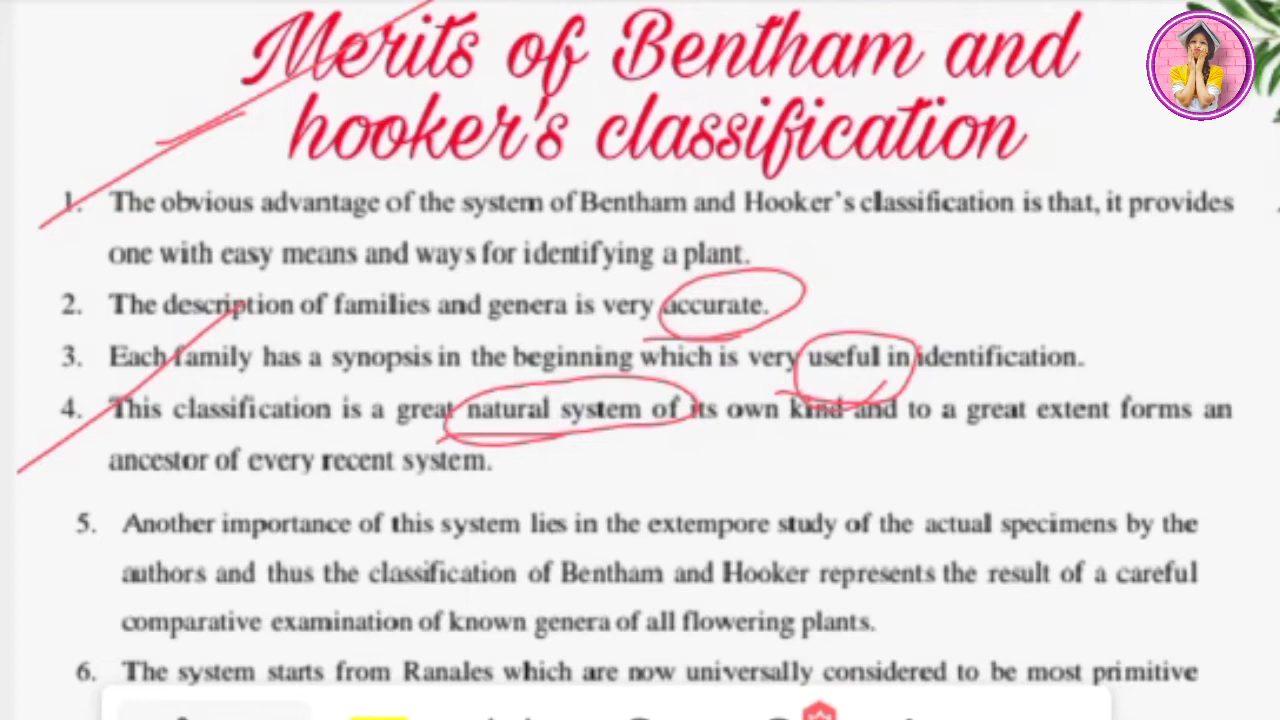 Merits of Bentham and
hooker's classification
1. The obvious advantage of the system of Bentham and Hooker's classification is that, it provides
one with easy means and ways for identifying a plant.
2. The description of families and genera is very accurate.
3. Each family has a synopsis in the beginning which is very useful in identification.
4. This classification is a great natural system of its own kind and to a great extent forms an
ancestor of every recent system.
5. Another importance of this system lies in the extempore study of the actual specimens by the
authors and thus the classification of Bentham and Hooker represents the result of a careful
comparative examination of known genera of all flowering plants.
6. The system starts from Ranales which are now universally considered to be most primitive